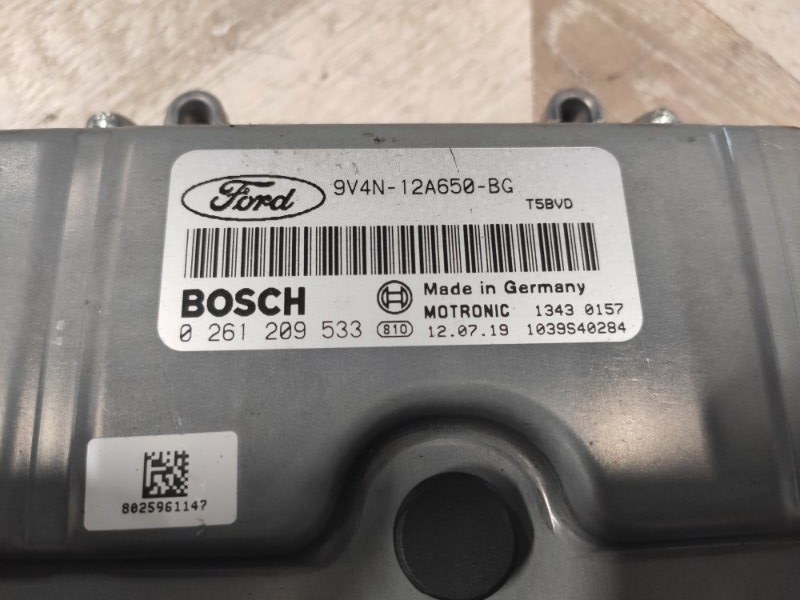 Ford 9V4N-12A650-BG
T5BVD
BOSCH Made in Germany
MOTRONIC 1343 0157
0 261 209 533 810 12.07.19 1039S40284
8025961147